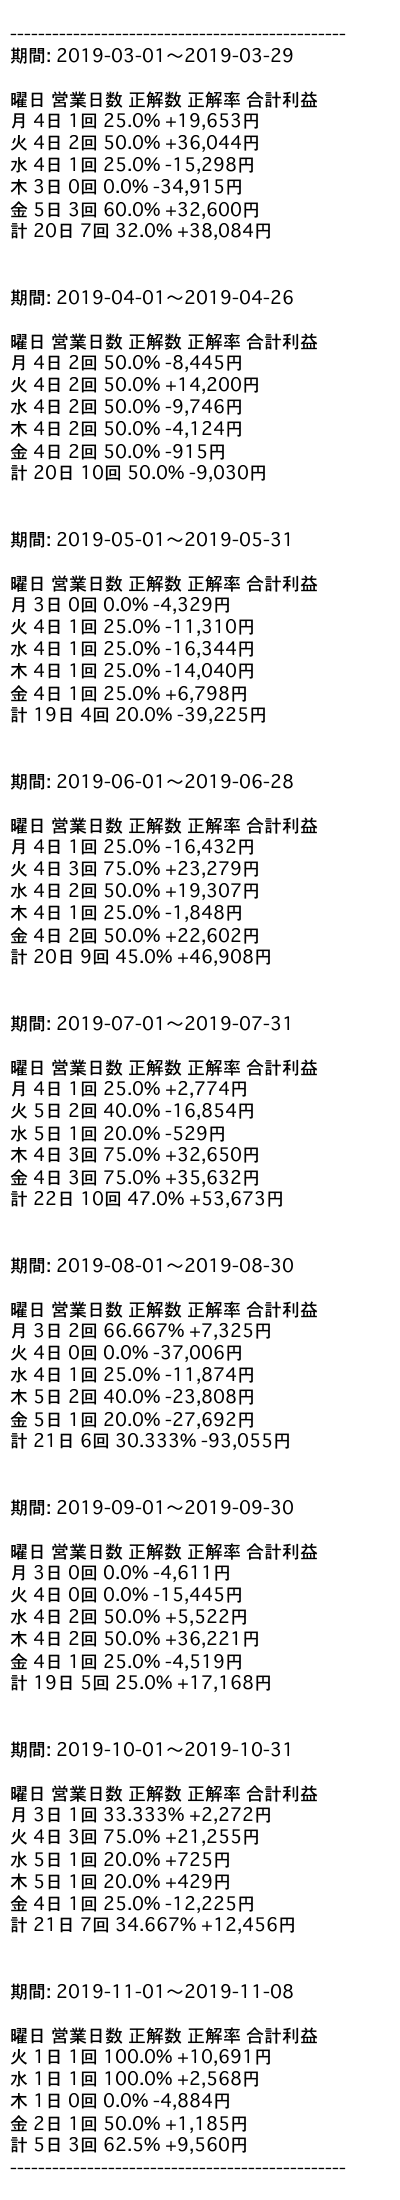 ------------------------------------------------
期間: 2019-03-01～2019-03-29
曜日 営業日数 正解数 正解率 合計利益
月 4日 1回 25.0% +19,653円
火 4日 2回 50.0% +36,044円
水 4日 1回 25.0% -15,298円
木 3日 0回 0.0% -34,915円
金 5日 3回 60.0% +32,600円
計 20日 7回 32.0% +38,084円
期間: 2019-04-01～2019-04-26
曜日 営業日数 正解数 正解率 合計利益
月 4日 2回 50.0% -8,445円
火 4日 2回 50.0% +14,200円
水 4日 2回 50.0% -9,746円
木 4日 2回 50.0% -4,124円
金 4日 2回 50.0% -915円
計 20日 10回 50.0% -9,030円
期間: 2019-05-01～2019-05-31
曜日 営業日数 正解数 正解率 合計利益
月 3日 0回 0.0% -4,329円
火 4日 1回 25.0% -11,310円
水 4日 1回 25.0% -16,344円
木 4日 1回 25.0% -14,040円
金 4日 1回 25.0% +6,798円
計 19日 4回 20.0% -39,225円
期間: 2019-06-01～2019-06-28
曜日 営業日数 正解数 正解率 合計利益
月 4日 1回 25.0% -16,432円
火 4日 3回 75.0% +23,279円
水 4日 2回 50.0% +19,307円
木 4日 1回 25.0% -1,848円
金 4日 2回 50.0% +22,602円
計 20日 9回 45.0% +46,908円
期間: 2019-07-01～2019-07-31
曜日 営業日数 正解数 正解率 合計利益
月 4日 1回 25.0% +2,774円
火 5日 2回 40.0% -16,854円
水 5日 1回 20.0% -529円
木 4日 3回 75.0% +32,650円
金 4日 3回 75.0% +35,632円
計 22日 10回 47.0% +53,673円
期間: 2019-08-01～2019-08-30
曜日 営業日数 正解数 正解率 合計利益
月 3日 2回 66.667% +7,325円
火 4日 0回 0.0% -37,006円
水 4日 1回 25.0% -11,874円
木 5日 2回 40.0% -23,808円
金 5日 1回 20.0% -27,692円
計 21日 6回 30.333% -93,055円
期間: 2019-09-01～2019-09-30
曜日 営業日数 正解数 正解率 合計利益
月 3日 0回 0.0% -4,611円
火 4日 0回 0.0% -15,445円
水 4日 2回 50.0% +5,522円
木 4日 2回 50.0% +36,221円
金 4日 1回 25.0% -4,519円
計 19日 5回 25.0% +17,168円
期間: 2019-10-01～2019-10-31
曜日 営業日数 正解数 正解率 合計利益
月 3日 1回 33.333% +2,272円
火 4日 3回 75.0% +21,255円
水 5日 1回 20.0% +725円
木 5日 1回 20.0% +429円
金 4日 1回 25.0% -12,225円
計 21日 7回 34.667% +12,456円
期間: 2019-11-01～2019-11-08
曜日 営業日数 正解数 正解率 合計利益
火 1日 1回 100.0% +10,691円
水 1日 1回 100.0% +2,568円
木 1日 0回 0.0% -4,884円
金 2日 1回 50.0% +1,185円
計 5日 3回 62.5% +9,560円
------------------------------------------------